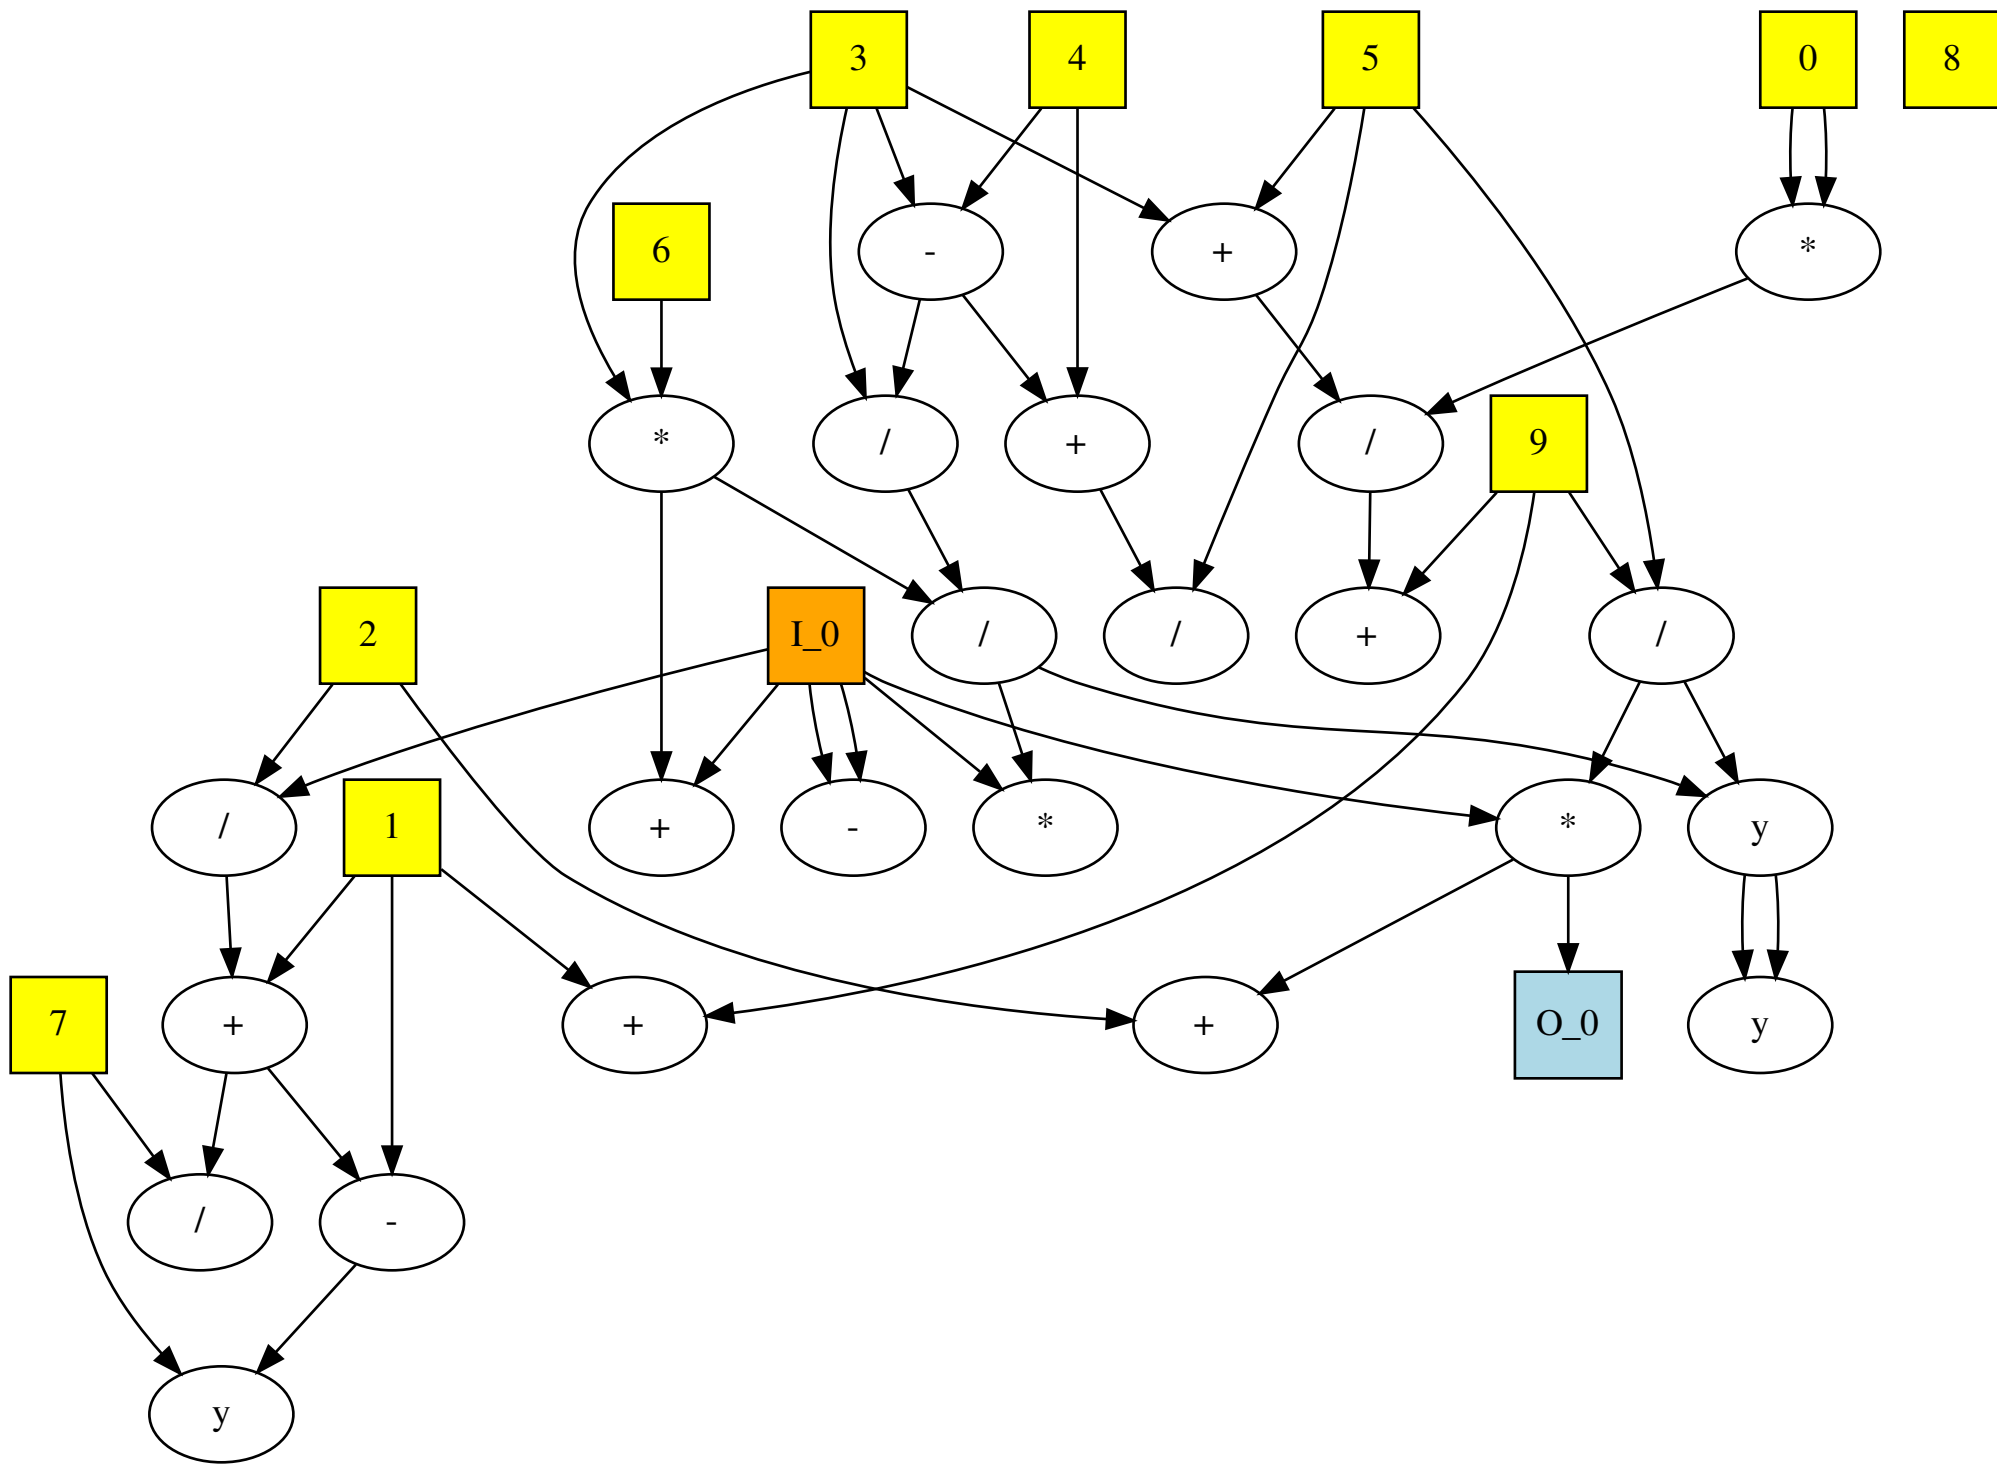 3 4 5 0 8
6 - + *
* / + / 9
2 I_0 / / + /
/ 1 + - * * y
7 + + + O_0 y
/ -
y